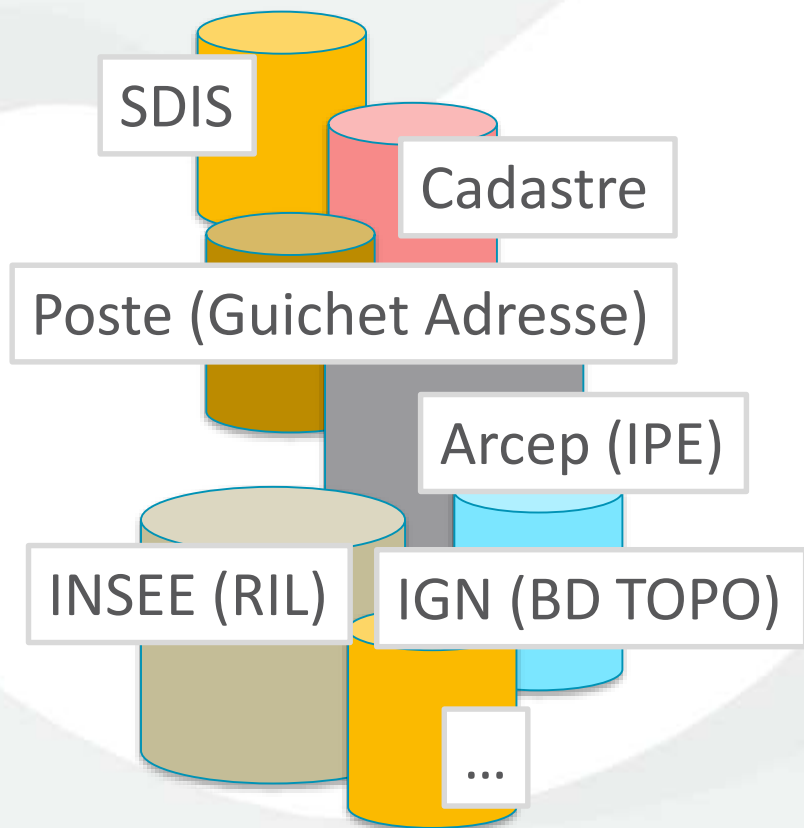 SDIS
Cadastre
Poste (Guichet Adresse)
Arcep (IPE)
INSEE (RIL)
IGN (BD TOPO)
...